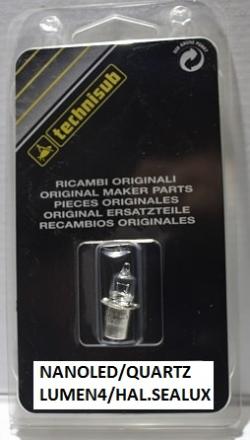 technisub
RICAMBI ORIGINALI
ORIGINAL MAKER PARTS
PIECES ORIGINALES
ORIGINAL ERSATZTEILE
RECAMBIOS ORIGINALES
NANOLED/QUARTZ
LUMEN4/HAL.SEALUX